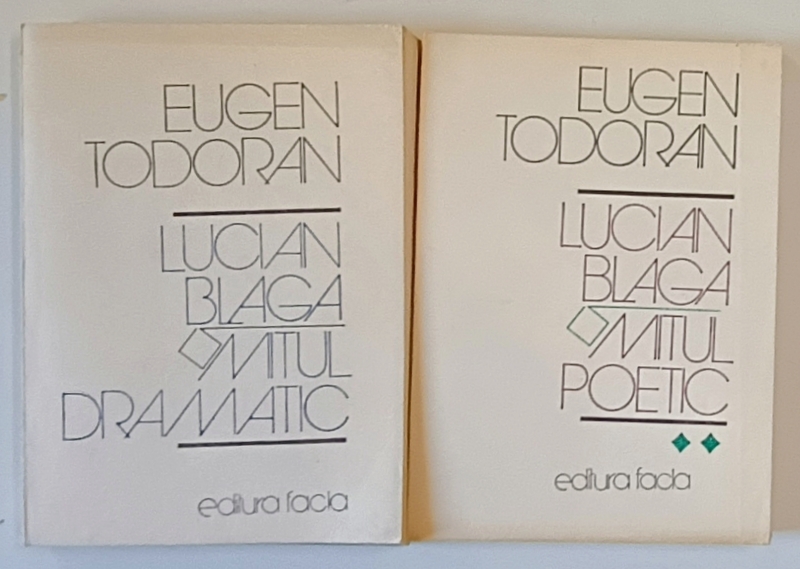 EUGEN
TODORAN
LUCIAN
BLAGA
MITUL
DRAMATIC
editura facla
EUGEN
TODORAN
LUCIAN
BLAGA
MITUL
POETIC
editura facla